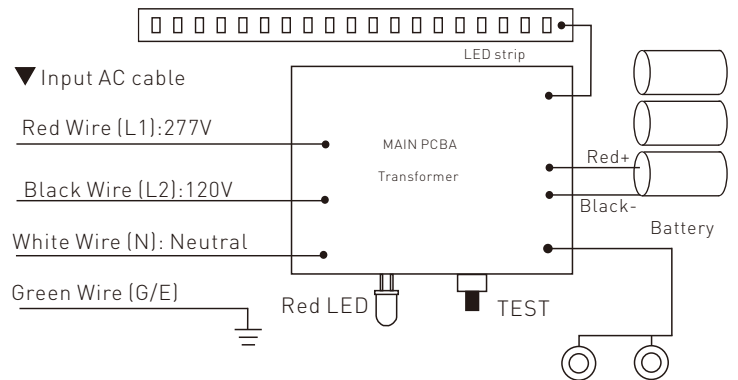 LED strip
▼ Input AC cable
Red Wire (L1):277V
MAIN PCBA
Transformer
Red+
Black Wire (L2):120V
Black-
Battery
White Wire (N): Neutral
Green Wire (G/E)
Red LED
TEST